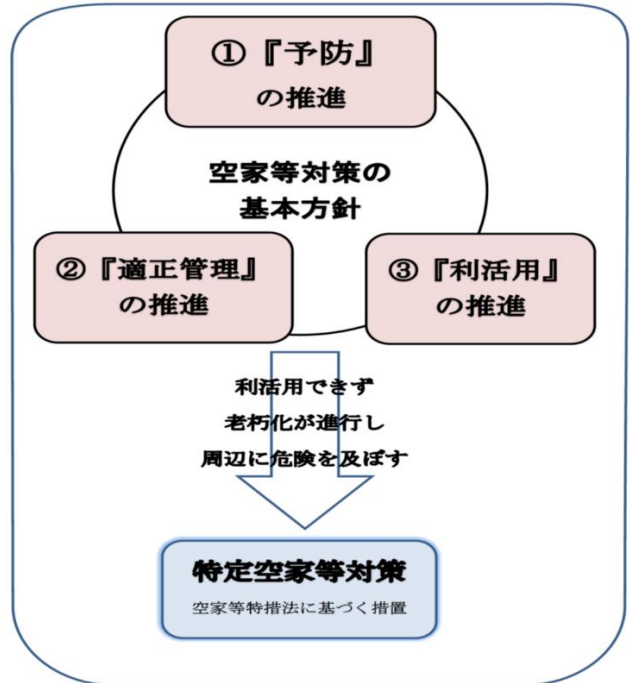 ①『予防』
の推進
空家等対策の
基本方針
②『適正管理』
の推進
③『利活用』
の推進
利活用できず
老朽化が進行し
周辺に危険を及ぼす
特定空家等対策
空家等特措法に基づく措置